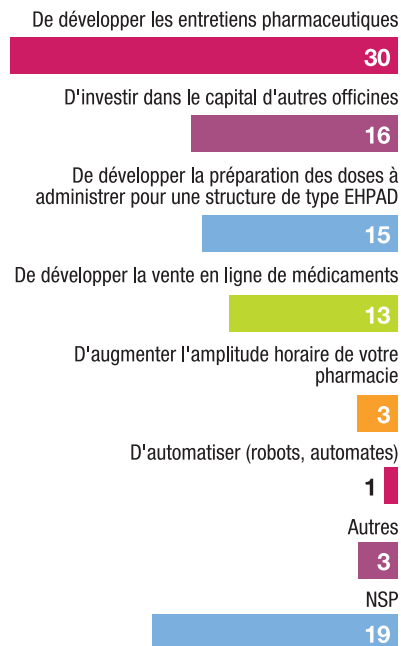 De développer les entretiens pharmaceutiques
30
D'investir dans le capital d'autres officines
16
De développer la préparation des doses à
administrer pour une structure de type EHPAD
15
De développer la vente en ligne de médicaments
13
D'augmenter l'amplitude horaire de votre
pharmacie
3
D'automatiser (robots, automates)
1
Autres
3
NSP
19